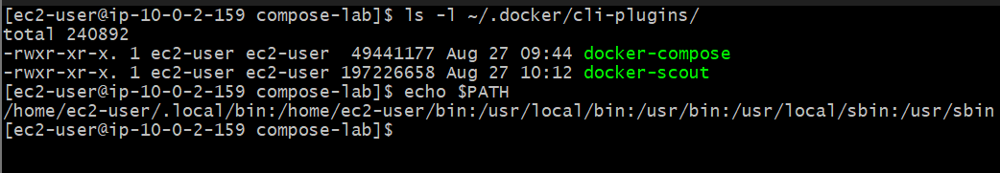 [ec2-user@ip-10-0-2-159 compose-lab]$ ls -l ~/.docker/cli-plugins/
total 240892
-rwxr-xr-x. 1 ec2-user ec2-user  49441177 Aug 27 09:44 docker-compose
-rwxr-xr-x. 1 ec2-user ec2-user 197226658 Aug 27 10:12 docker-scout
[ec2-user@ip-10-0-2-159 compose-lab]$ echo $PATH
/home/ec2-user/.local/bin:/home/ec2-user/bin:/usr/local/bin:/usr/bin:/usr/local/sbin:/usr/sbin
[ec2-user@ip-10-0-2-159 compose-lab]$